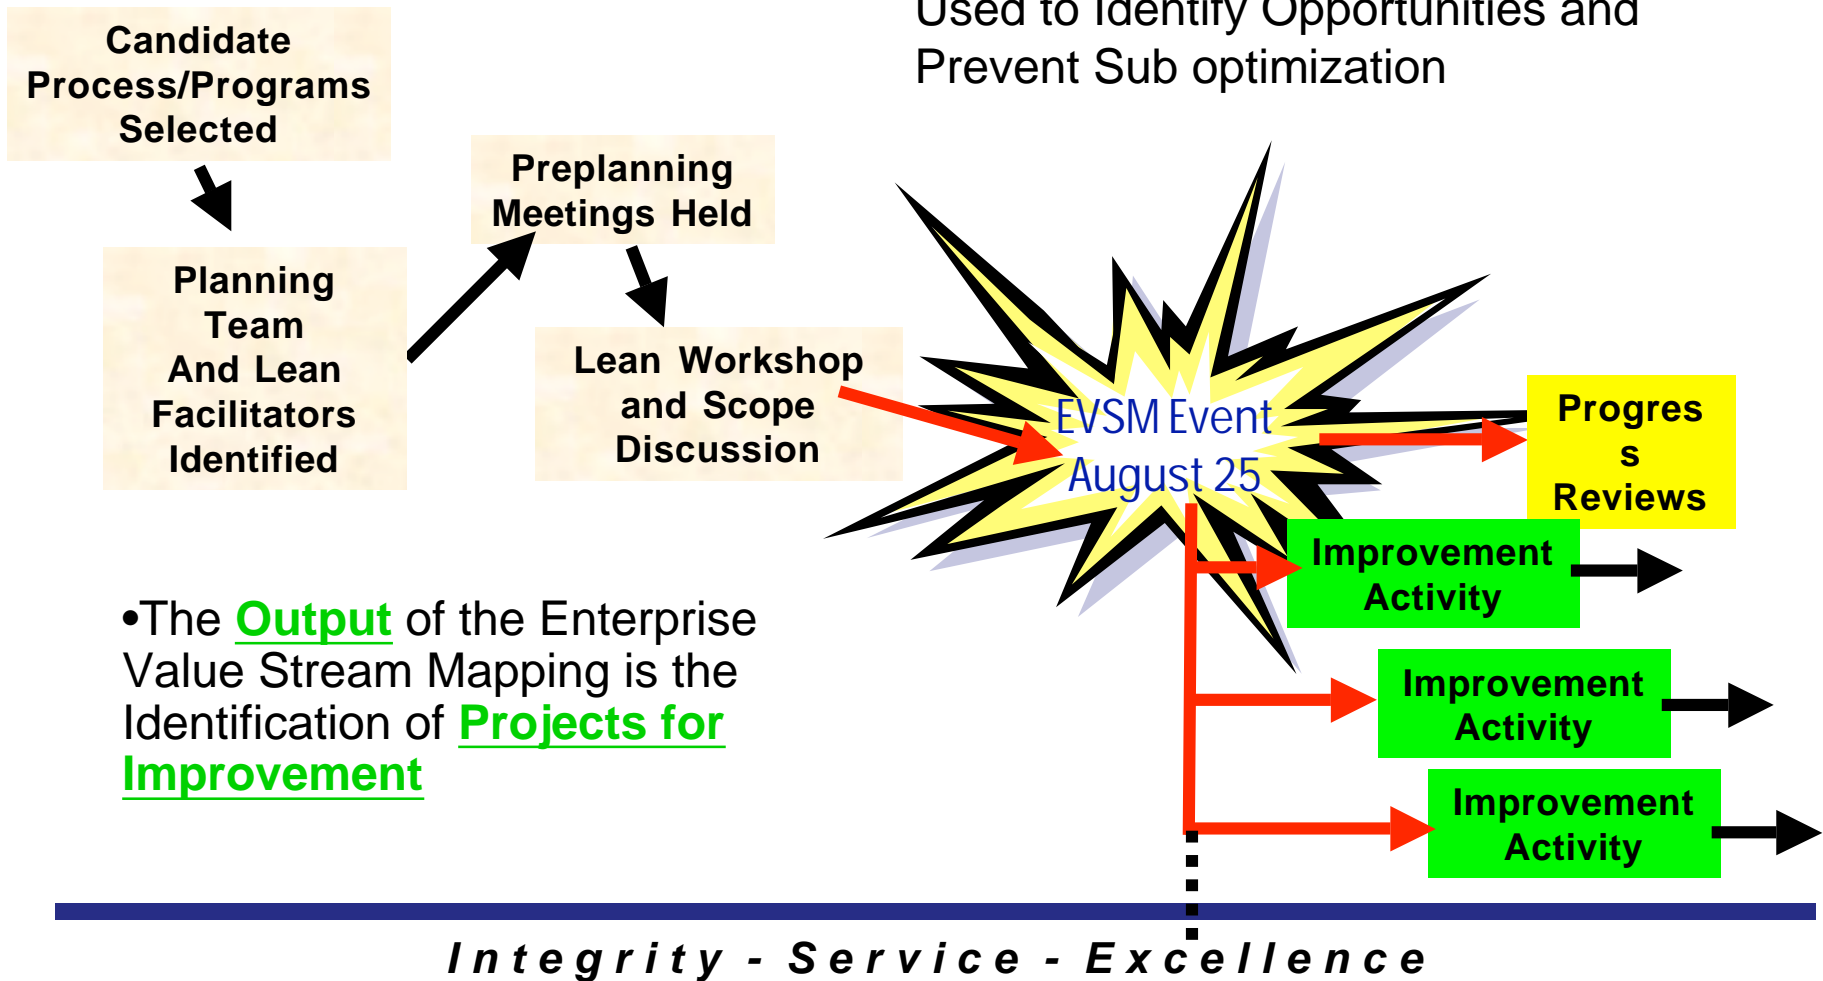 Used to Identify Opportunities and
Prevent Sub optimization
Candidate
Process/Programs
Selected
Preplanning
Meetings Held
Planning
Team
And Lean
Facilitators
Identified
Lean Workshop
and Scope
Discussion
EVSM Event
August 25
Progres
s
Reviews
Improvement
Activity
Improvement
Activity
Improvement
Activity
•The Output of the Enterprise
Value Stream Mapping is the
Identification of Projects for
Improvement
Integrity - Service - Excellence